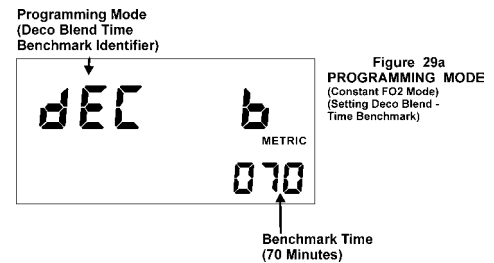 Programming Mode
(Deco Blend Time
Benchmark Identifier)
Figure 29a
PROGRAMMING MODE
(Constant FO2 Mode)
(Setting Deco Blend -
Time Benchmark)
dEC b
METRIC
070
Benchmark Time
(70 Minutes)